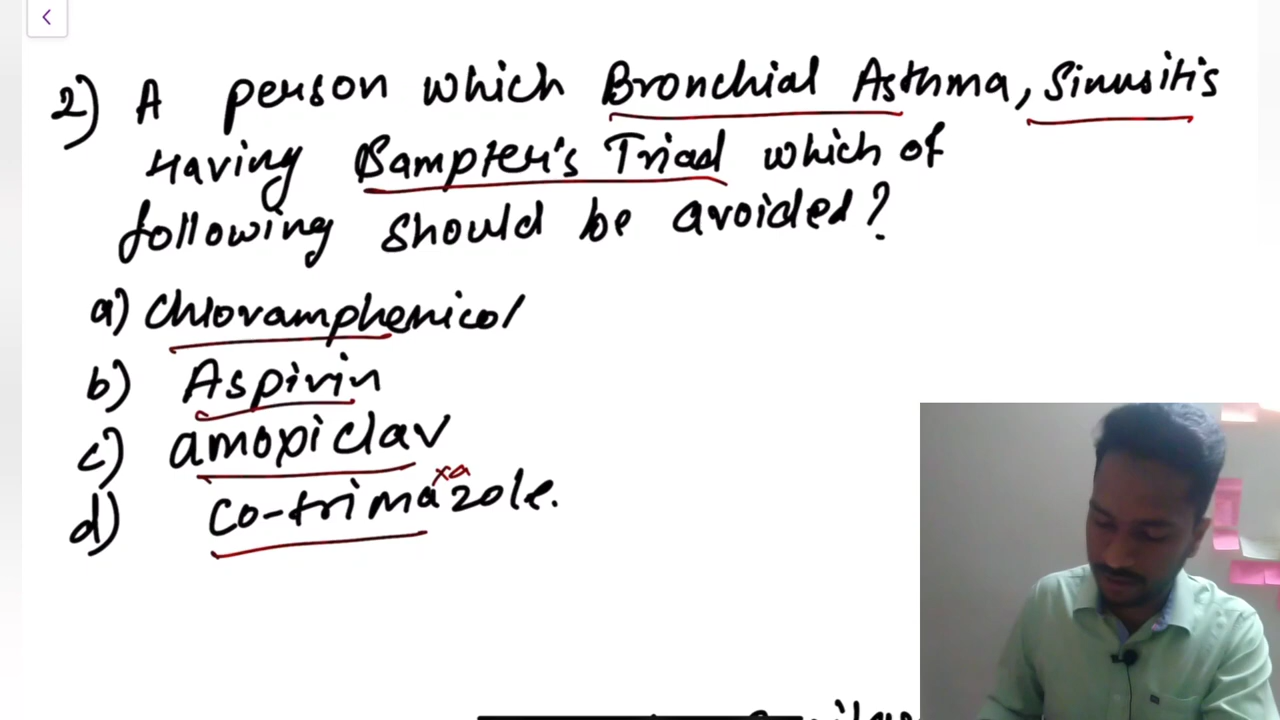 2) A person which Bronchial Asthma, Sinusitis
Having Sampter's Triad which of
following should be avoided?
a) Chloramphenicol
b) Aspirin
c) amopiclav
xa
d) Co-trimazole.